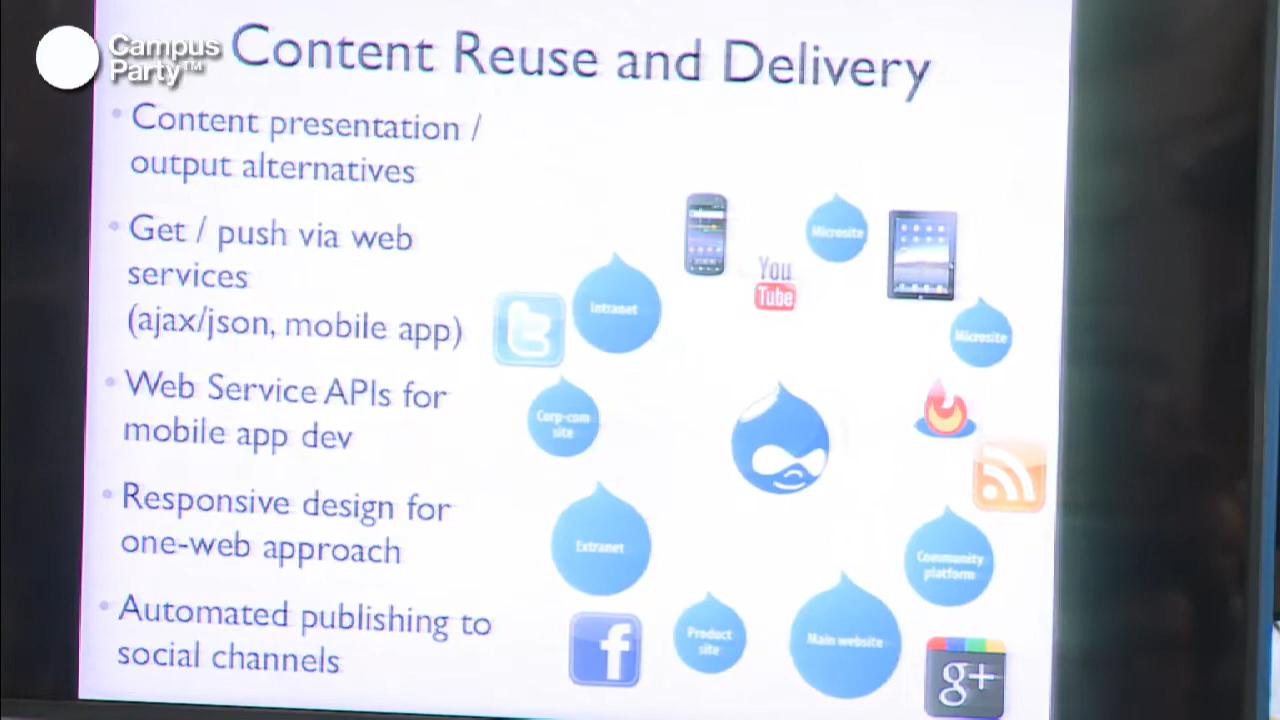 Campus
Party™
Content Reuse and Delivery
Content presentation /
output alternatives
Get / push via web
services
(ajax/json, mobile app)
Web Service APIs for
mobile app dev
Responsive design for
one-web approach
Automated publishing to
social channels
Microsite
You
Tube
Intranet
Microsite
Corp-com
site
Extranet
Community
platform
Product
site
Main website
g+